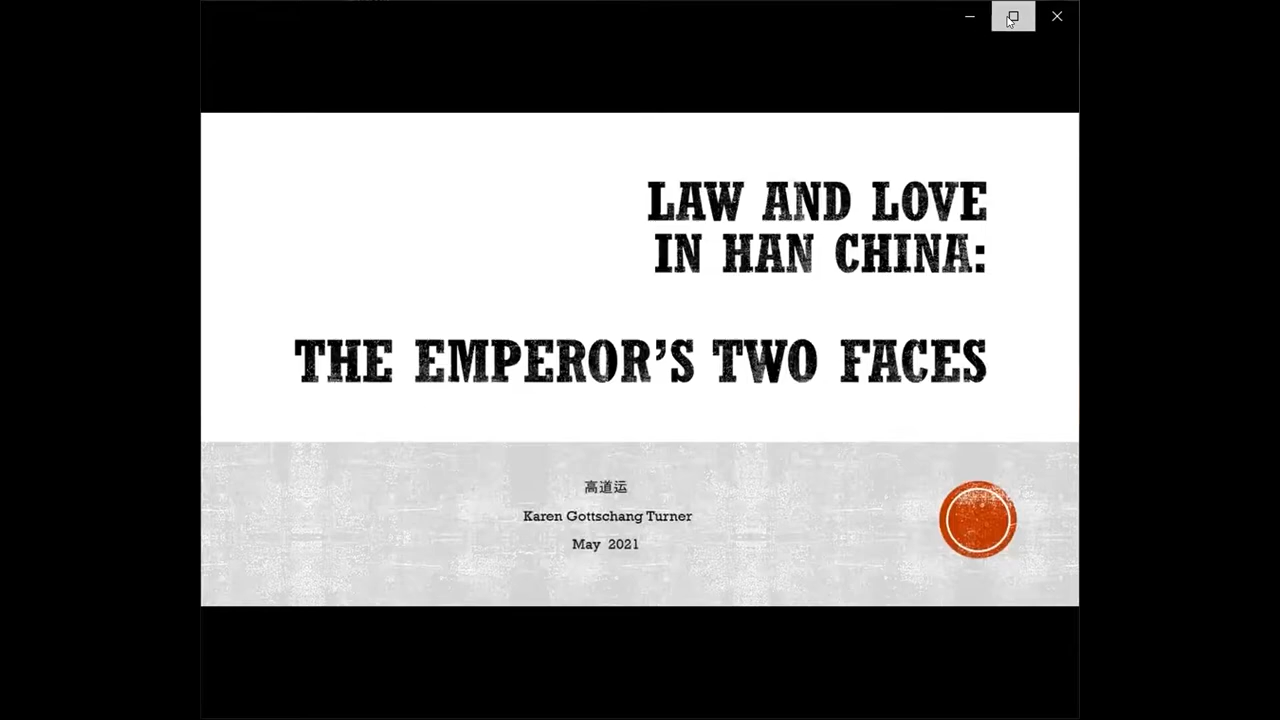 LAW AND LOVE
IN HAN CHINA:
THE EMPEROR'S TWO FACES
高道运
Karen Gottschang Turner
May 2021